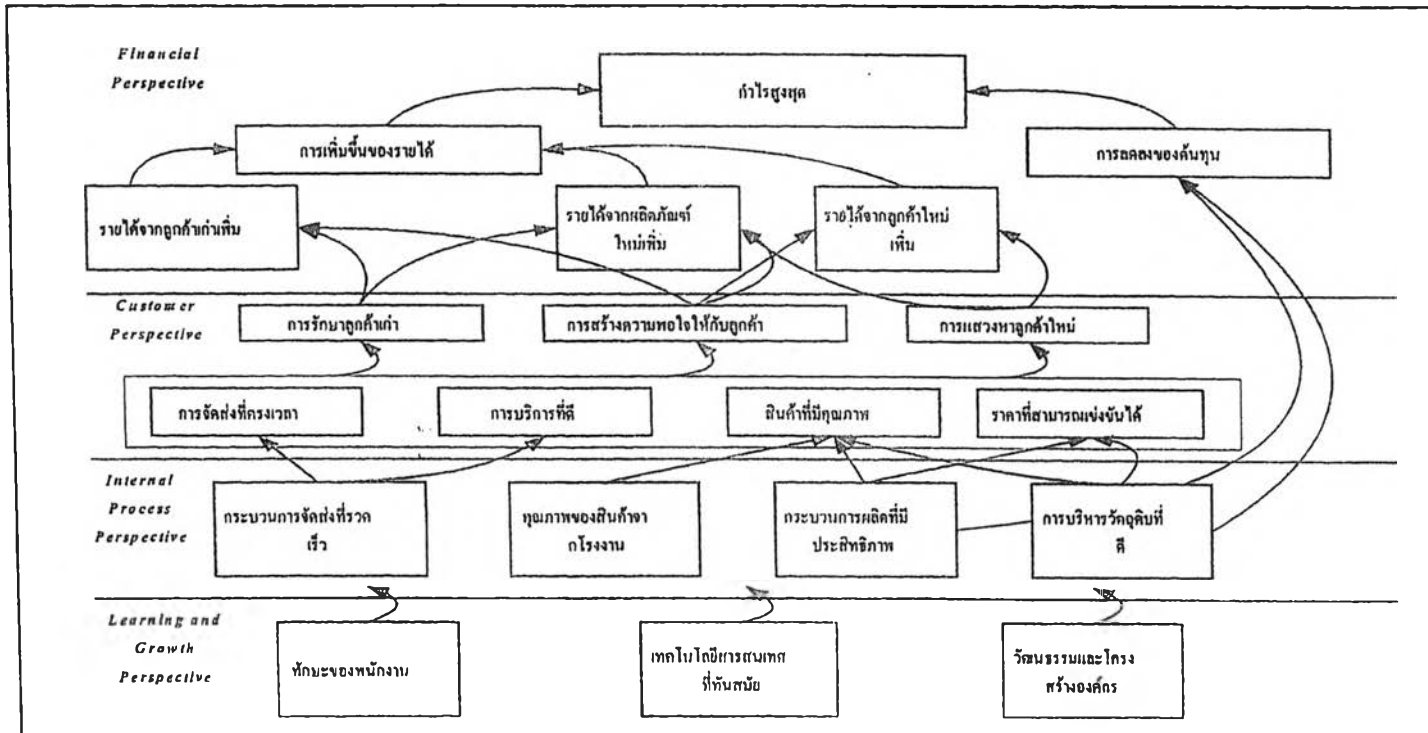 Financial
Perspective
กำไรสูงสุด
การเพิ่มขึ้นของรายได้
การลดลงของต้นทุน
รายได้จากลูกค้าเก่าเพิ่ม
รายได้จากผลิตภัณฑ์
ใหม่เพิ่ม
รายได้จากลูกค้าใหม่
เพิ่ม
Customer
Perspective
การรักษาลูกค้าเก่า
การสร้างความพอใจให้กับลูกค้า
การแสวงหาลูกค้าใหม่
การจัดส่งที่ตรงเวลา
การบริการที่ดี
สินค้าที่มีคุณภาพ
ราคาที่สามารถแข่งขันได้
Internal
Process
Perspective
กระบวนการจัดส่งที่รวด
เร็ว
คุณภาพของสินค้าจา
กโรงงาน
กระบวนการผลิตที่มี
ประสิทธิภาพ
การบริหารวัตถุดิบที่
ดี
Learning and
Growth
Perspective
ทักษะของพนักงาน
เทคโนโลยีสารสนเทศ
ที่ทันสมัย
วัฒนธรรมและโครง
สร้างองค์กร